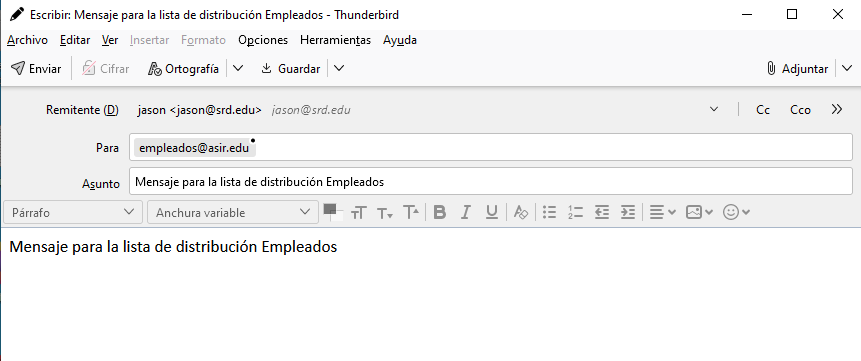 Escribir: Mensaje para la lista de distribución Empleados - Thunderbird
Archivo Editar Ver Insertar Formato Opciones Herramientas Ayuda
Enviar Cifrar Ortografía Guardar Adjuntar
Remitente (D) jason <jason@srd.edu> jason@srd.edu Cc Cco
Para empleados@asir.edu
Asunto Mensaje para la lista de distribución Empleados
Párrafo Anchura variable
Mensaje para la lista de distribución Empleados